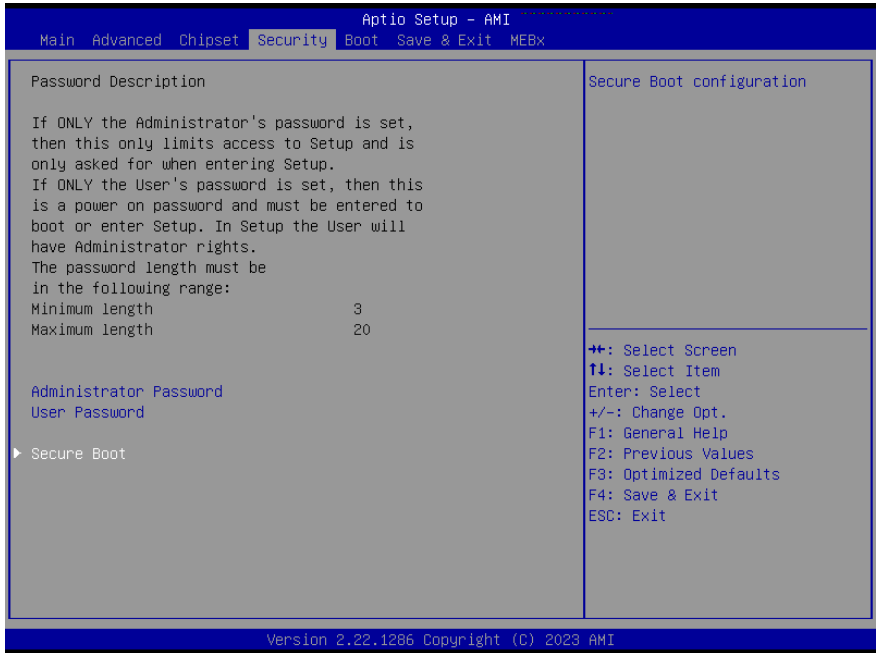 Aptio Setup – AMI
Main Advanced Chipset Security Boot Save & Exit MEBx
Password Description
If ONLY the Administrator's password is set,
then this only limits access to Setup and is
only asked for when entering Setup.
If ONLY the User's password is set, then this
is a power on password and must be entered to
boot or enter Setup. In Setup the User will
have Administrator rights.
The password length must be
in the following range:
Minimum length 3
Maximum length 20
Administrator Password
User Password
Secure Boot
Secure Boot configuration
→←: Select Screen
↑↓: Select Item
Enter: Select
+/–: Change Opt.
F1: General Help
F2: Previous Values
F3: Optimized Defaults
F4: Save & Exit
ESC: Exit
Version 2.22.1286 Copyright (C) 2023 AMI